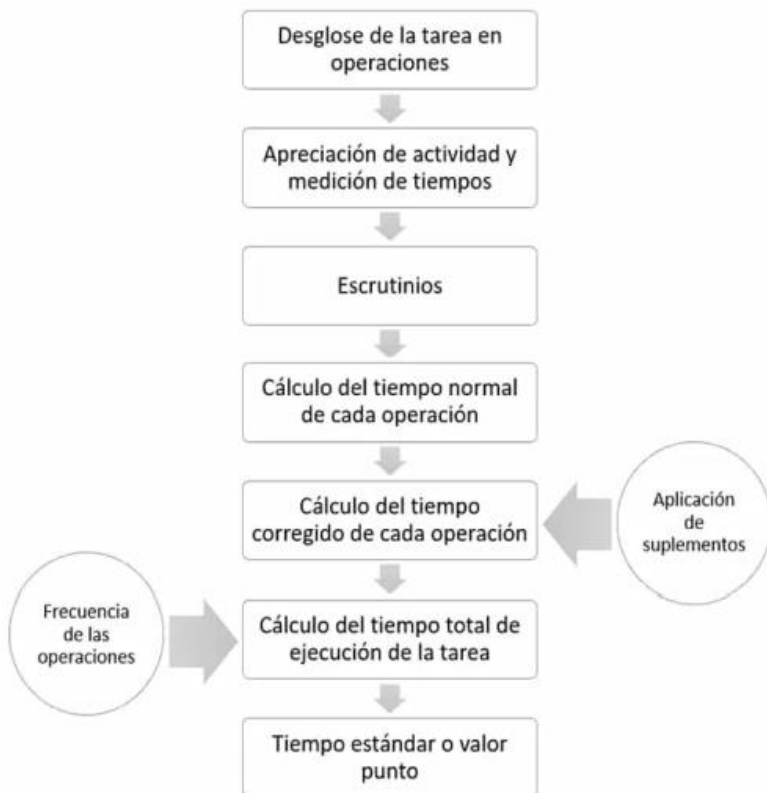 Desglose de la tarea en
operaciones
Apreciación de actividad y
medición de tiempos
Escrutinios
Cálculo del tiempo normal
de cada operación
Cálculo del tiempo
corregido de cada operación
Aplicación
de
suplementos
Frecuencia
de las
operaciones
Cálculo del tiempo total de
ejecución de la tarea
Tiempo estándar o valor
punto